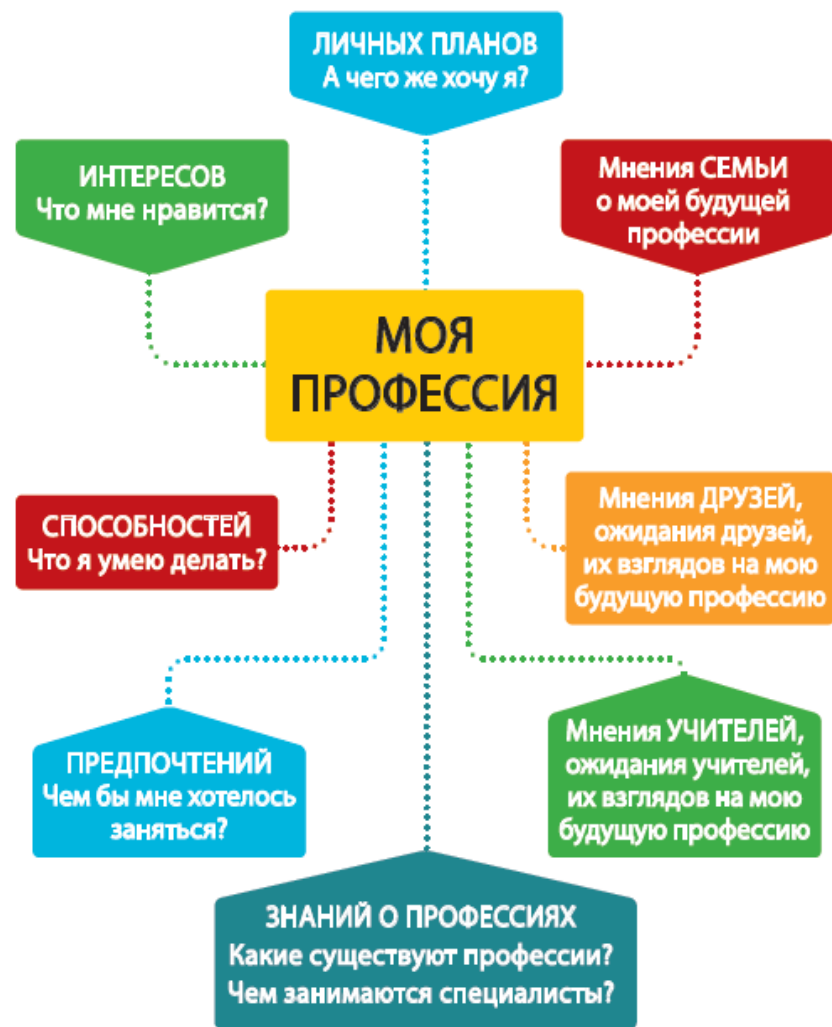 ЛИЧНЫХ ПЛАНОВ
А чего же хочу я?
ИНТЕРЕСОВ
Что мне нравится?
Мнения СЕМЬИ
о моей будущей
профессии
МОЯ
ПРОФЕССИЯ
СПОСОБНОСТЕЙ
Что я умею делать?
Мнения ДРУЗЕЙ,
ожидания друзей,
их взглядов на мою
будущую профессию
ПРЕДПОЧТЕНИЙ
Чем бы мне хотелось
заняться?
Мнения УЧИТЕЛЕЙ,
ожидания учителей,
их взглядов на мою
будущую профессию
ЗНАНИЙ О ПРОФЕССИЯХ
Какие существуют профессии?
Чем занимаются специалисты?